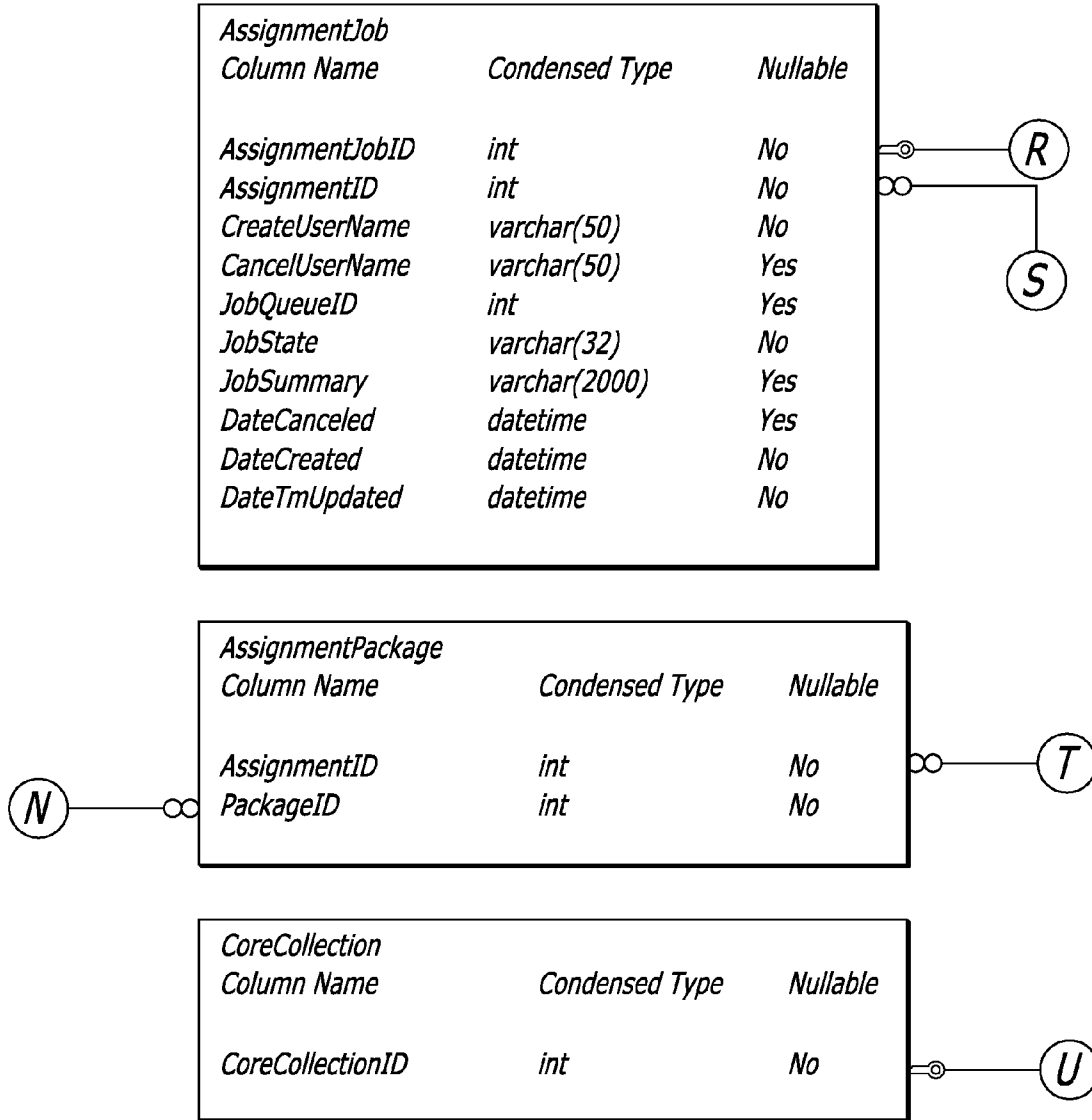 AssignmentJob
Column Name Condensed Type Nullable
AssignmentJobID int No R
AssignmentID int No
CreateUserName varchar(50) No
CancelUserName varchar(50) Yes S
JobQueueID int Yes
JobState varchar(32) No
JobSummary varchar(2000) Yes
DateCanceled datetime Yes
DateCreated datetime No
DateTmUpdated datetime No
AssignmentPackage
Column Name Condensed Type Nullable
AssignmentID int No T
N PackageID int No
CoreCollection
Column Name Condensed Type Nullable
CoreCollectionID int No U